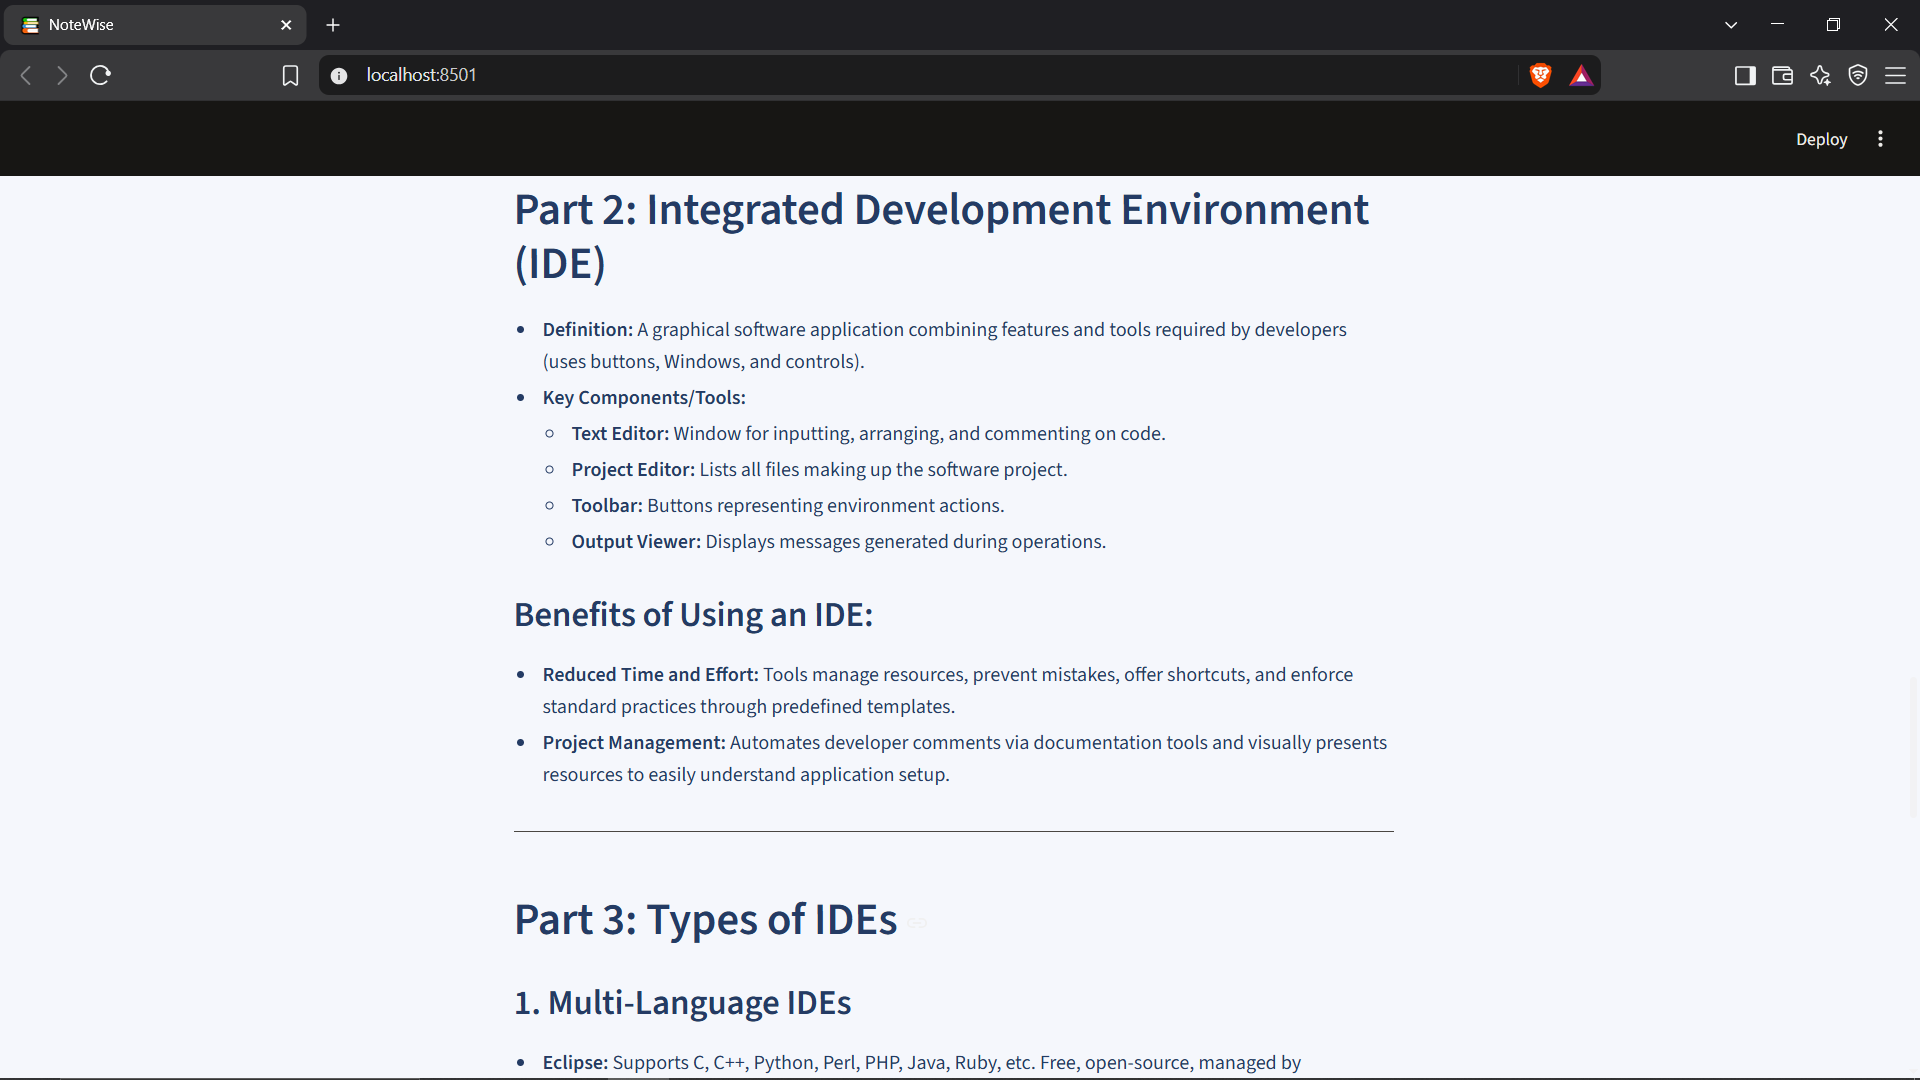 NoteWise
localhost:8501
Deploy
Part 2: Integrated Development Environment
(IDE)
Definition: A graphical software application combining features and tools required by developers
(uses buttons, Windows, and controls).
Key Components/Tools:
Text Editor: Window for inputting, arranging, and commenting on code.
Project Editor: Lists all files making up the software project.
Toolbar: Buttons representing environment actions.
Output Viewer: Displays messages generated during operations.
Benefits of Using an IDE:
Reduced Time and Effort: Tools manage resources, prevent mistakes, offer shortcuts, and enforce
standard practices through predefined templates.
Project Management: Automates developer comments via documentation tools and visually presents
resources to easily understand application setup.
Part 3: Types of IDEs
1. Multi-Language IDEs
Eclipse: Supports C, C++, Python, Perl, PHP, Java, Ruby, etc. Free, open-source, managed by